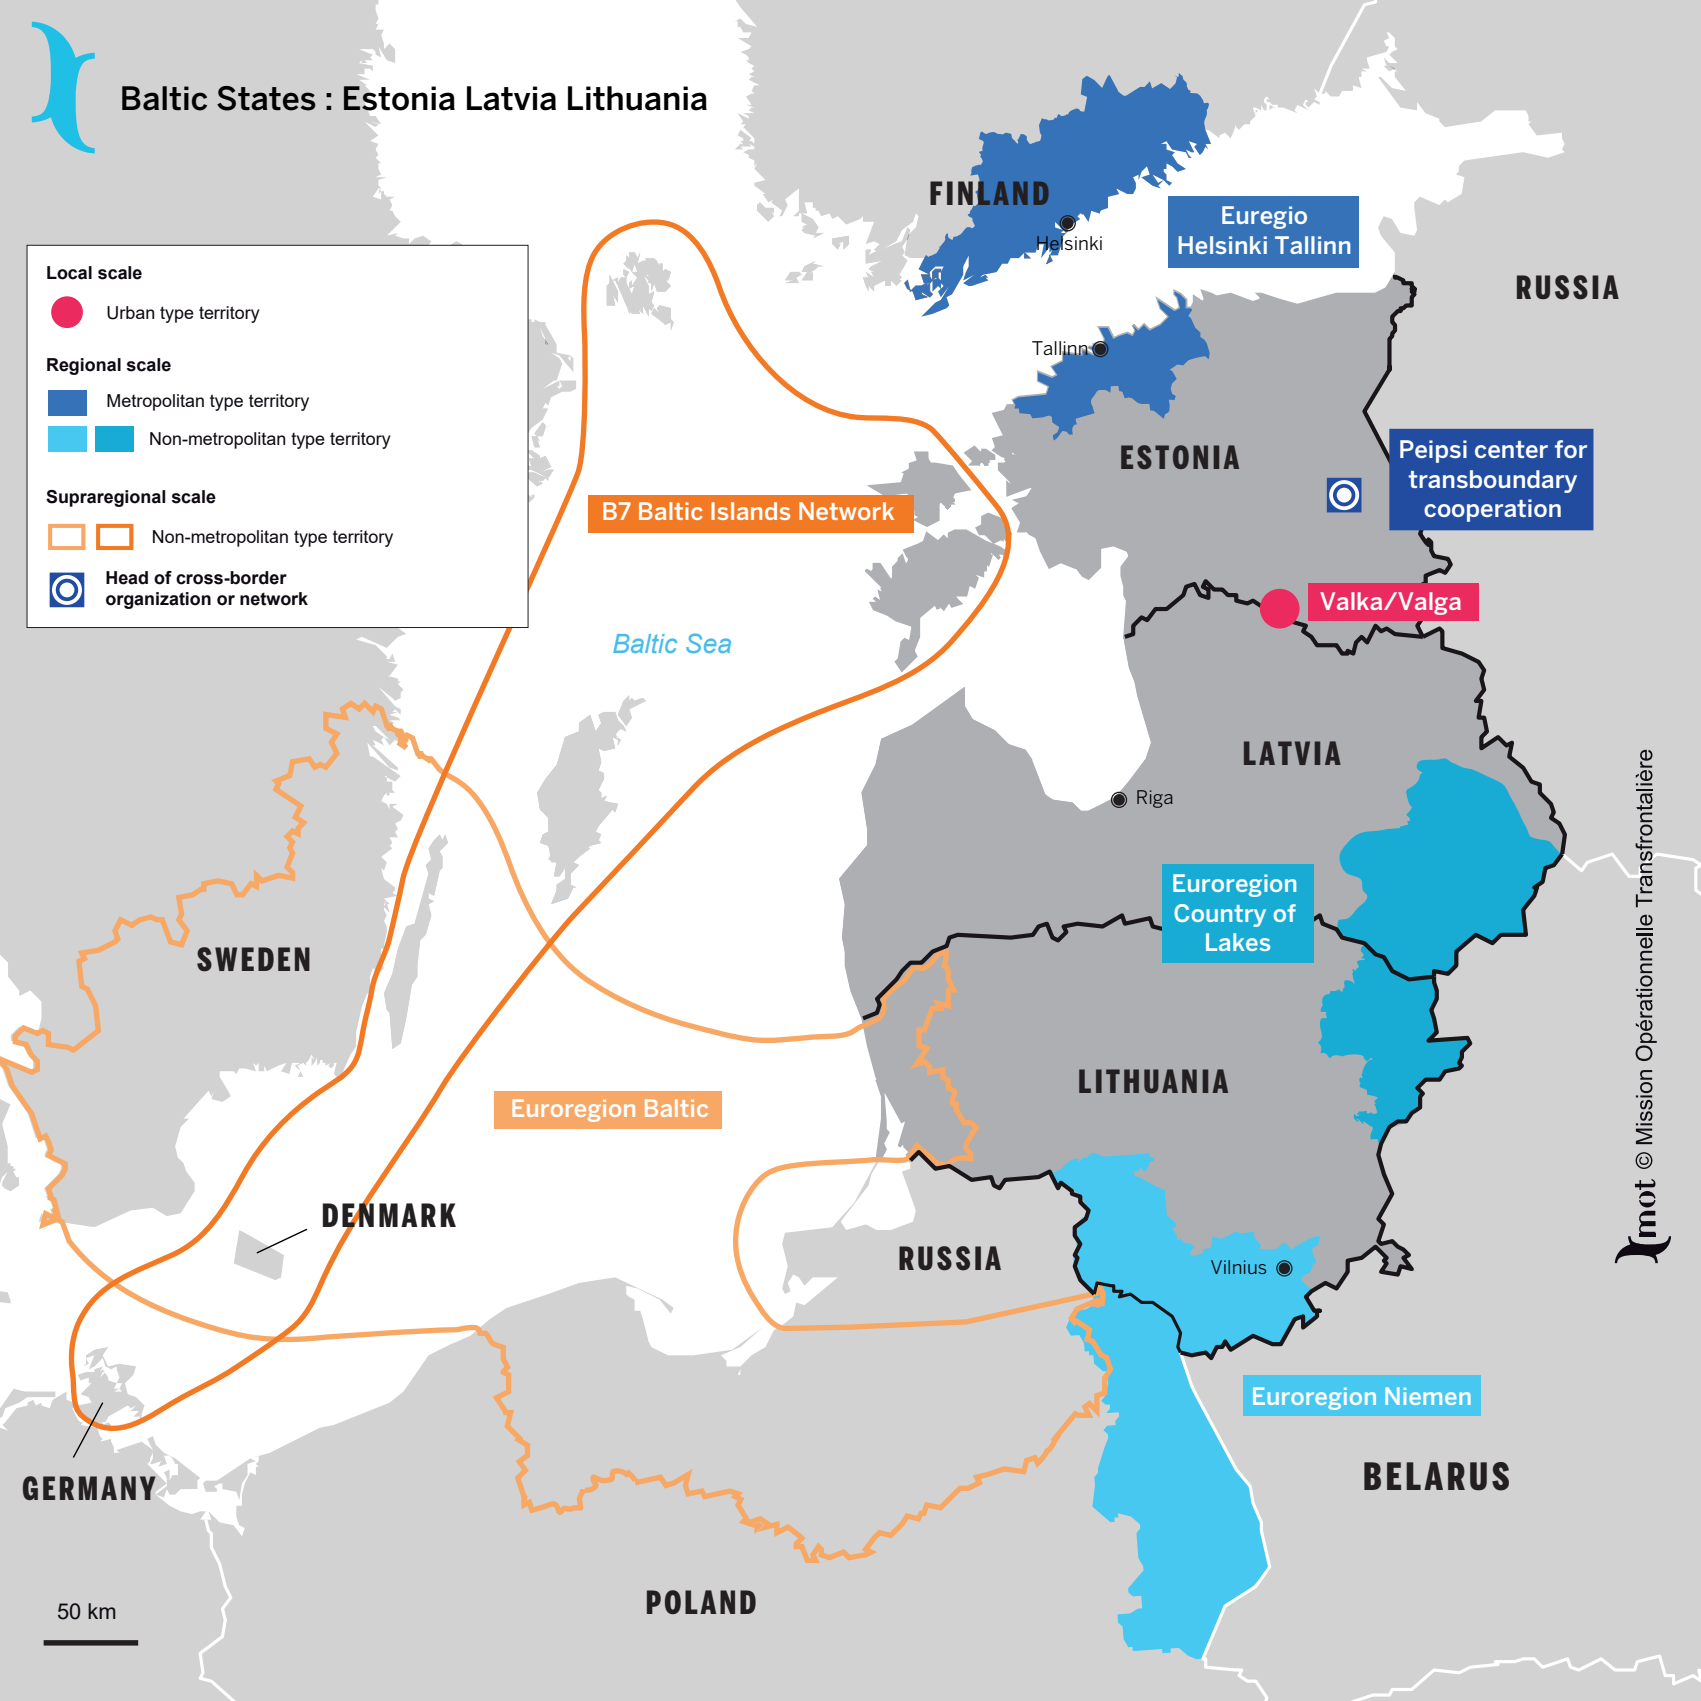 Baltic States : Estonia Latvia Lithuania
Local scale
Urban type territory
Regional scale
Metropolitan type territory
Non-metropolitan type territory
Supraregional scale
Non-metropolitan type territory
Head of cross-border
organization or network
FINLAND
Helsinki
Euregio
Helsinki Tallinn
RUSSIA
Tallinn
ESTONIA
Peipsi center for
transboundary
cooperation
B7 Baltic Islands Network
Valka/Valga
Baltic Sea
LATVIA
Riga
Euroregion
Country of
Lakes
SWEDEN
LITHUANIA
Euroregion Baltic
DENMARK
RUSSIA
Vilnius
Euroregion Niemen
GERMANY
BELARUS
POLAND
50 km
mot © Mission Opérationnelle Transfrontalière